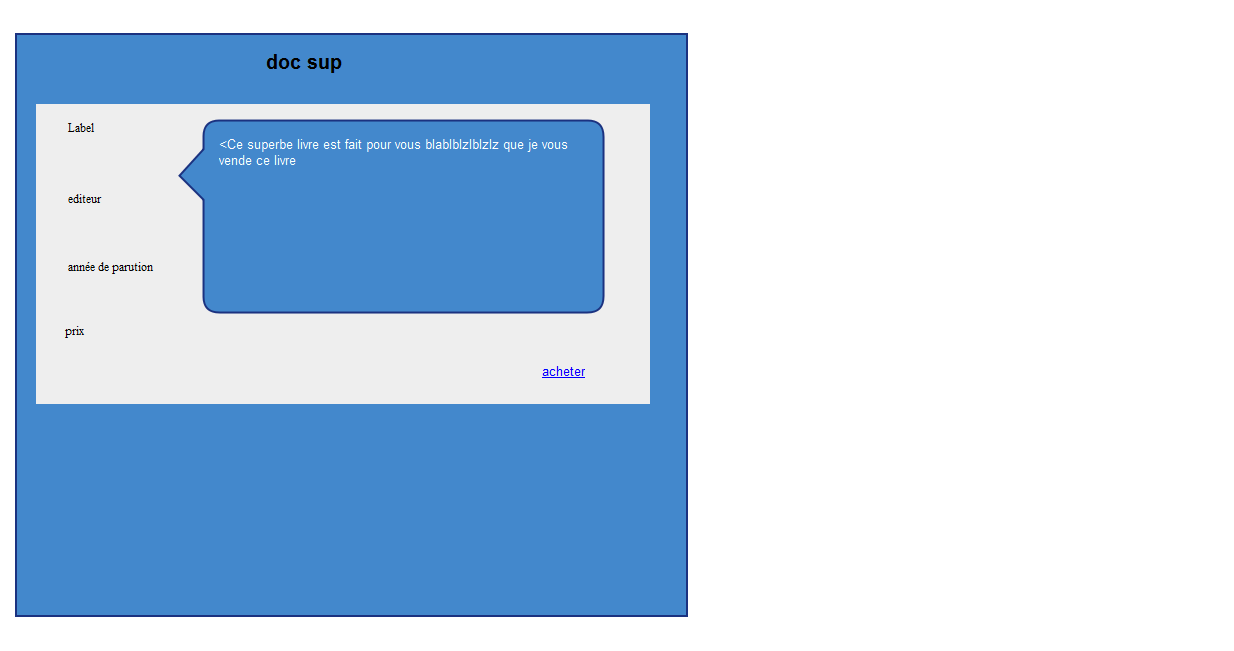 doc sup
Label
<Ce superbe livre est fait pour vous blablblzlblzlz que je vous
vende ce livre
editeur
année de parution
prix
acheter